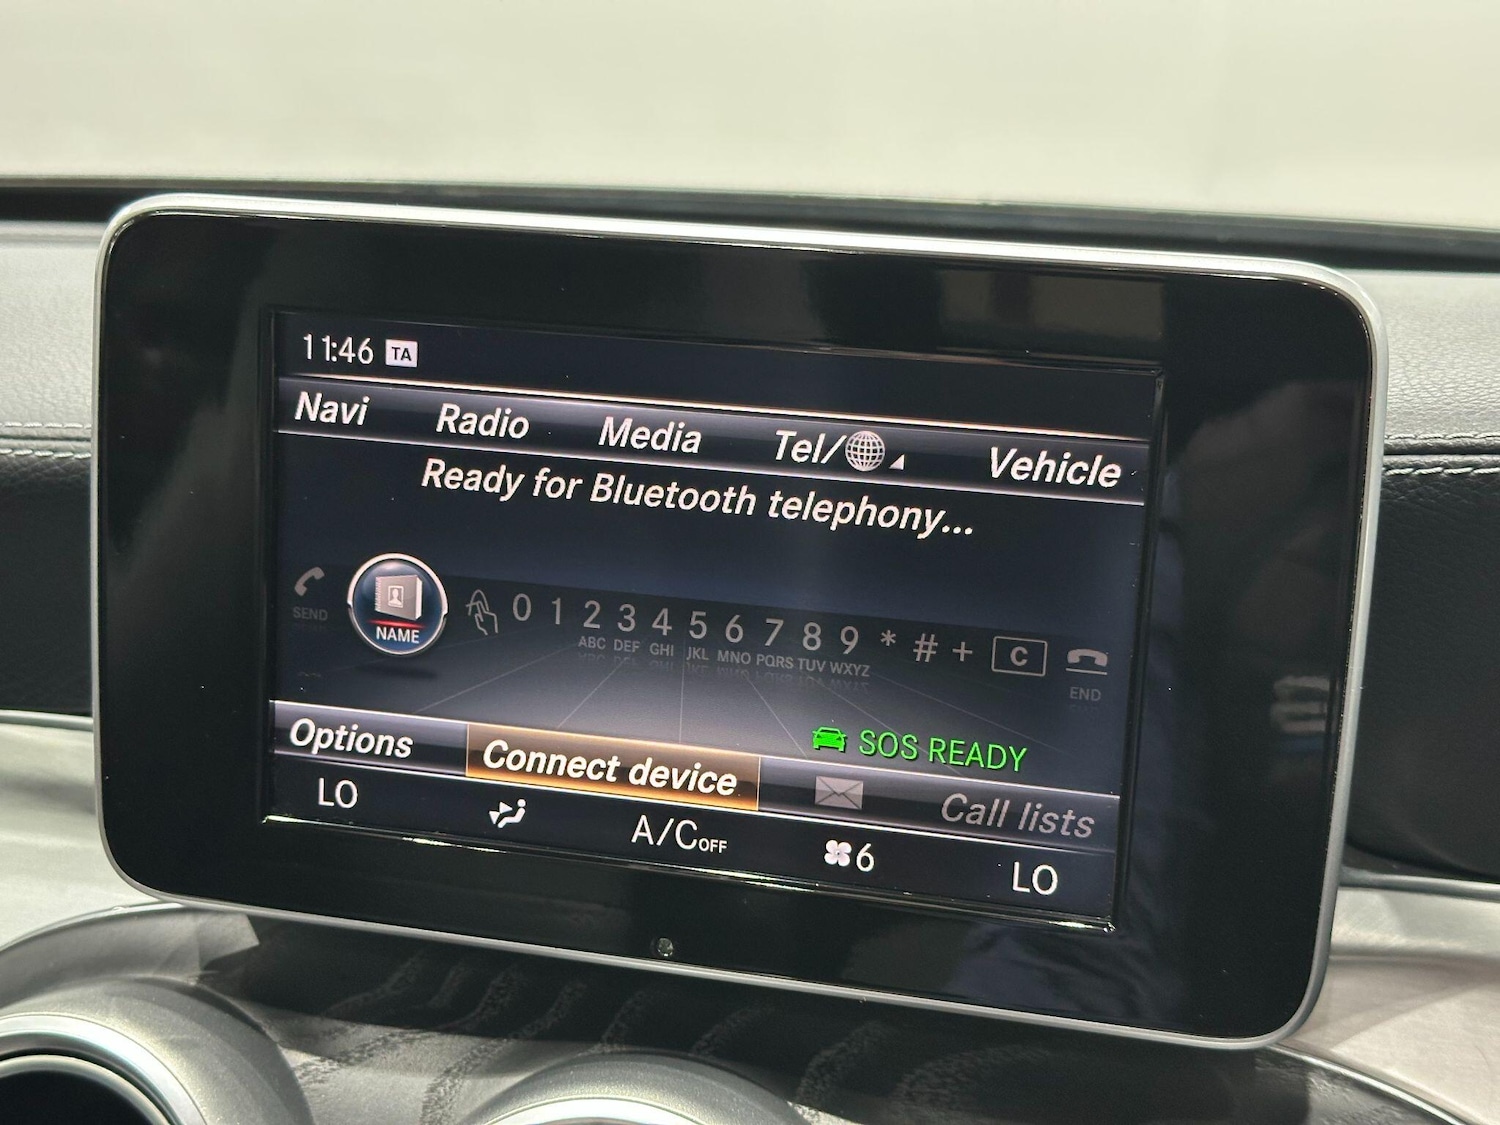 11:46 TA
Navi Radio Media Tel/ Vehicle
Ready for Bluetooth telephony...
SEND NAME 0 1 2 3 4 5 6 7 8 9 * # + C END
ABC DEF GHI JKL MNO PQRS TUV WXYZ
SOS READY
Options Connect device Call lists
LO A/C OFF 6 LO